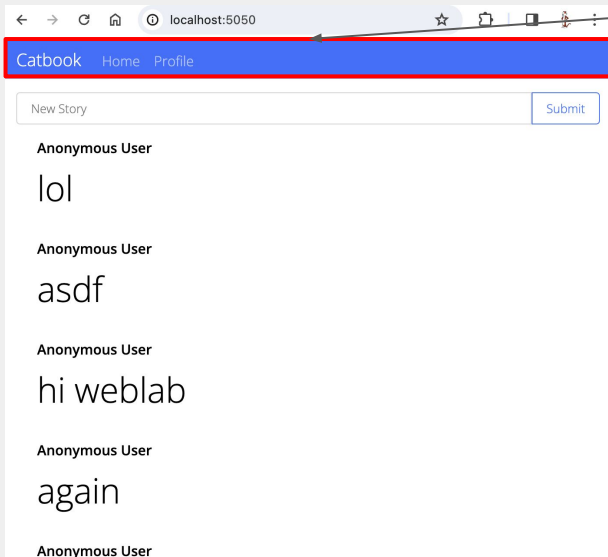 localhost:5050
Catbook Home Profile
New Story Submit
Anonymous User
lol
Anonymous User
asdf
Anonymous User
hi weblab
Anonymous User
again
Anonymous User